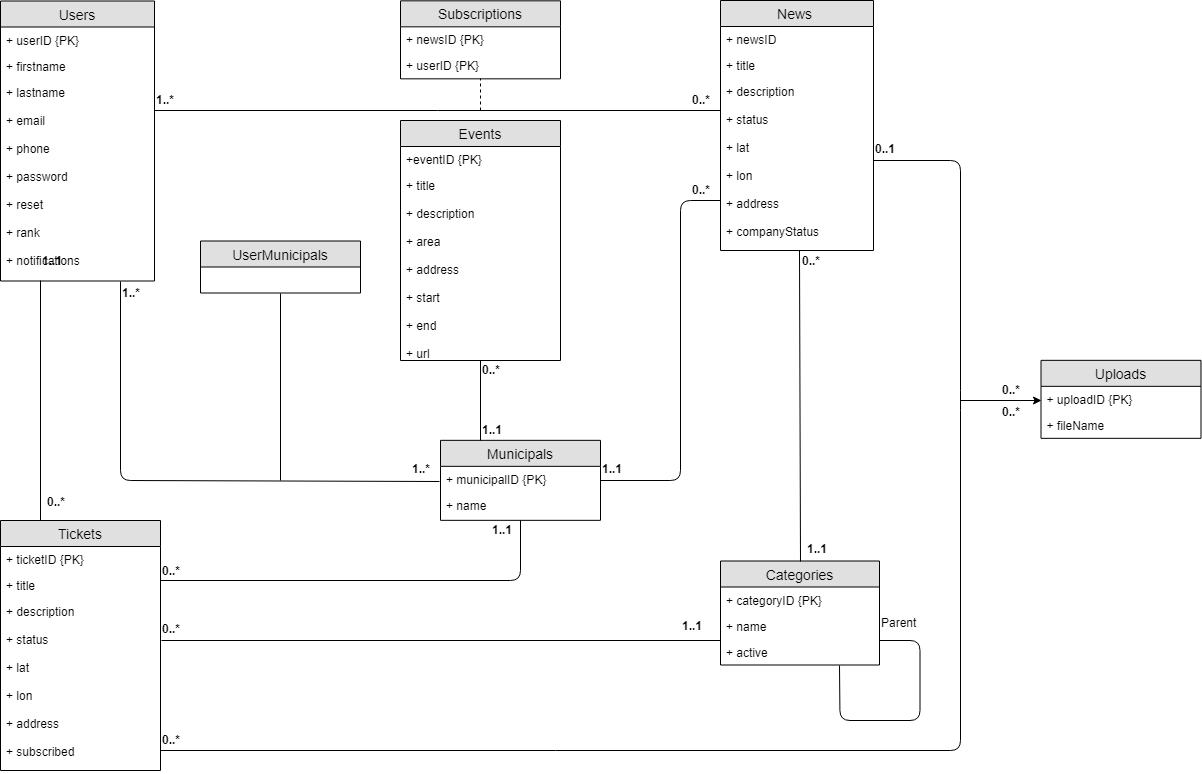 Users
+ userID {PK}
+ firstname
+ lastname
+ email
+ phone
+ password
+ reset
+ rank
+ notifications
1..1
1..*
0..*
1..*
Subscriptions
+ newsID {PK}
+ userID {PK}
News
+ newsID
+ title
+ description
+ status
+ lat
+ lon
+ address
+ companyStatus
0..*
0..1
0..*
Events
+eventID {PK}
+ title
+ description
+ area
+ address
+ start
+ end
+ url
0..*
1..1
UserMunicipals
Municipals
+ municipalID {PK}
+ name
1..*
1..1
1..1
Uploads
+ uploadID {PK}
+ fileName
0..*
0..*
Tickets
+ ticketID {PK}
+ title
+ description
+ status
+ lat
+ lon
+ address
+ subscribed
0..*
0..*
0..*
0..*
1..1
1..1
Categories
+ categoryID {PK}
+ name
+ active
Parent